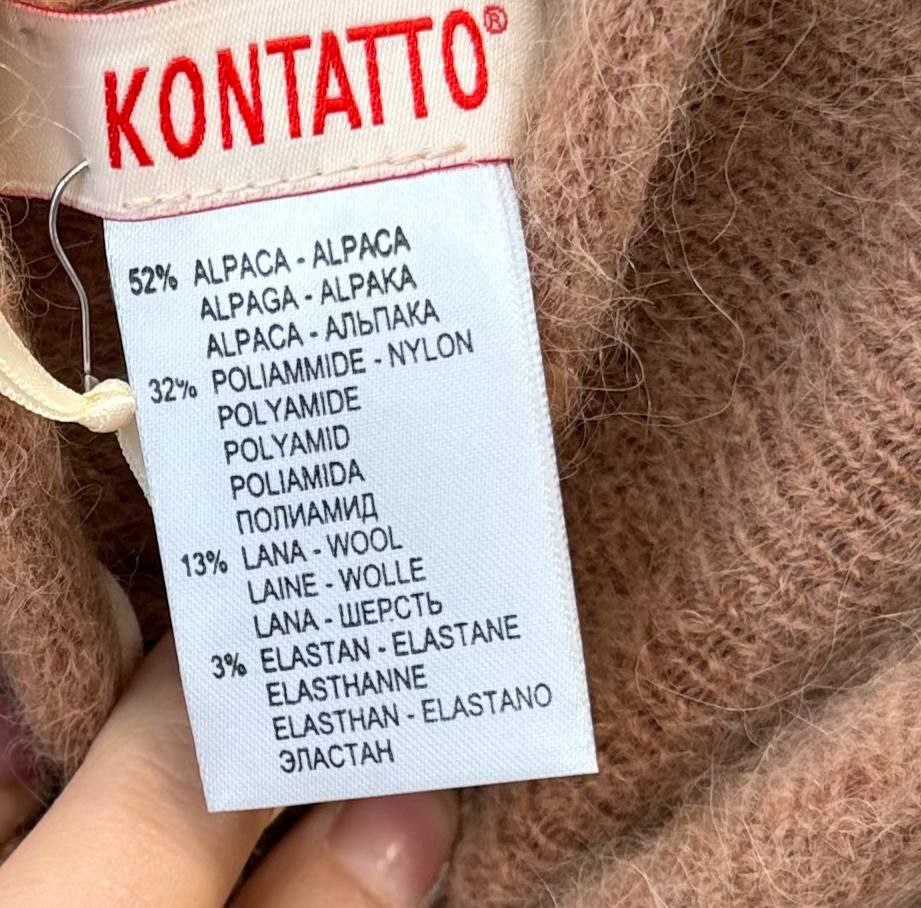 KONTATTO®
52% ALPACA - ALPACA
ALPAGA - ALPAKA
ALPACA - АЛЬПАКА
32% POLIAMMIDE - NYLON
POLYAMIDE
POLYAMID
POLIAMIDA
ПОЛИАМИД
13% LANA - WOOL
LAINE - WOLLE
LANA - ШЕРСТЬ
3% ELASTAN - ELASTANE
ELASTHANNE
ELASTHAN - ELASTANO
ЭЛАСТАН